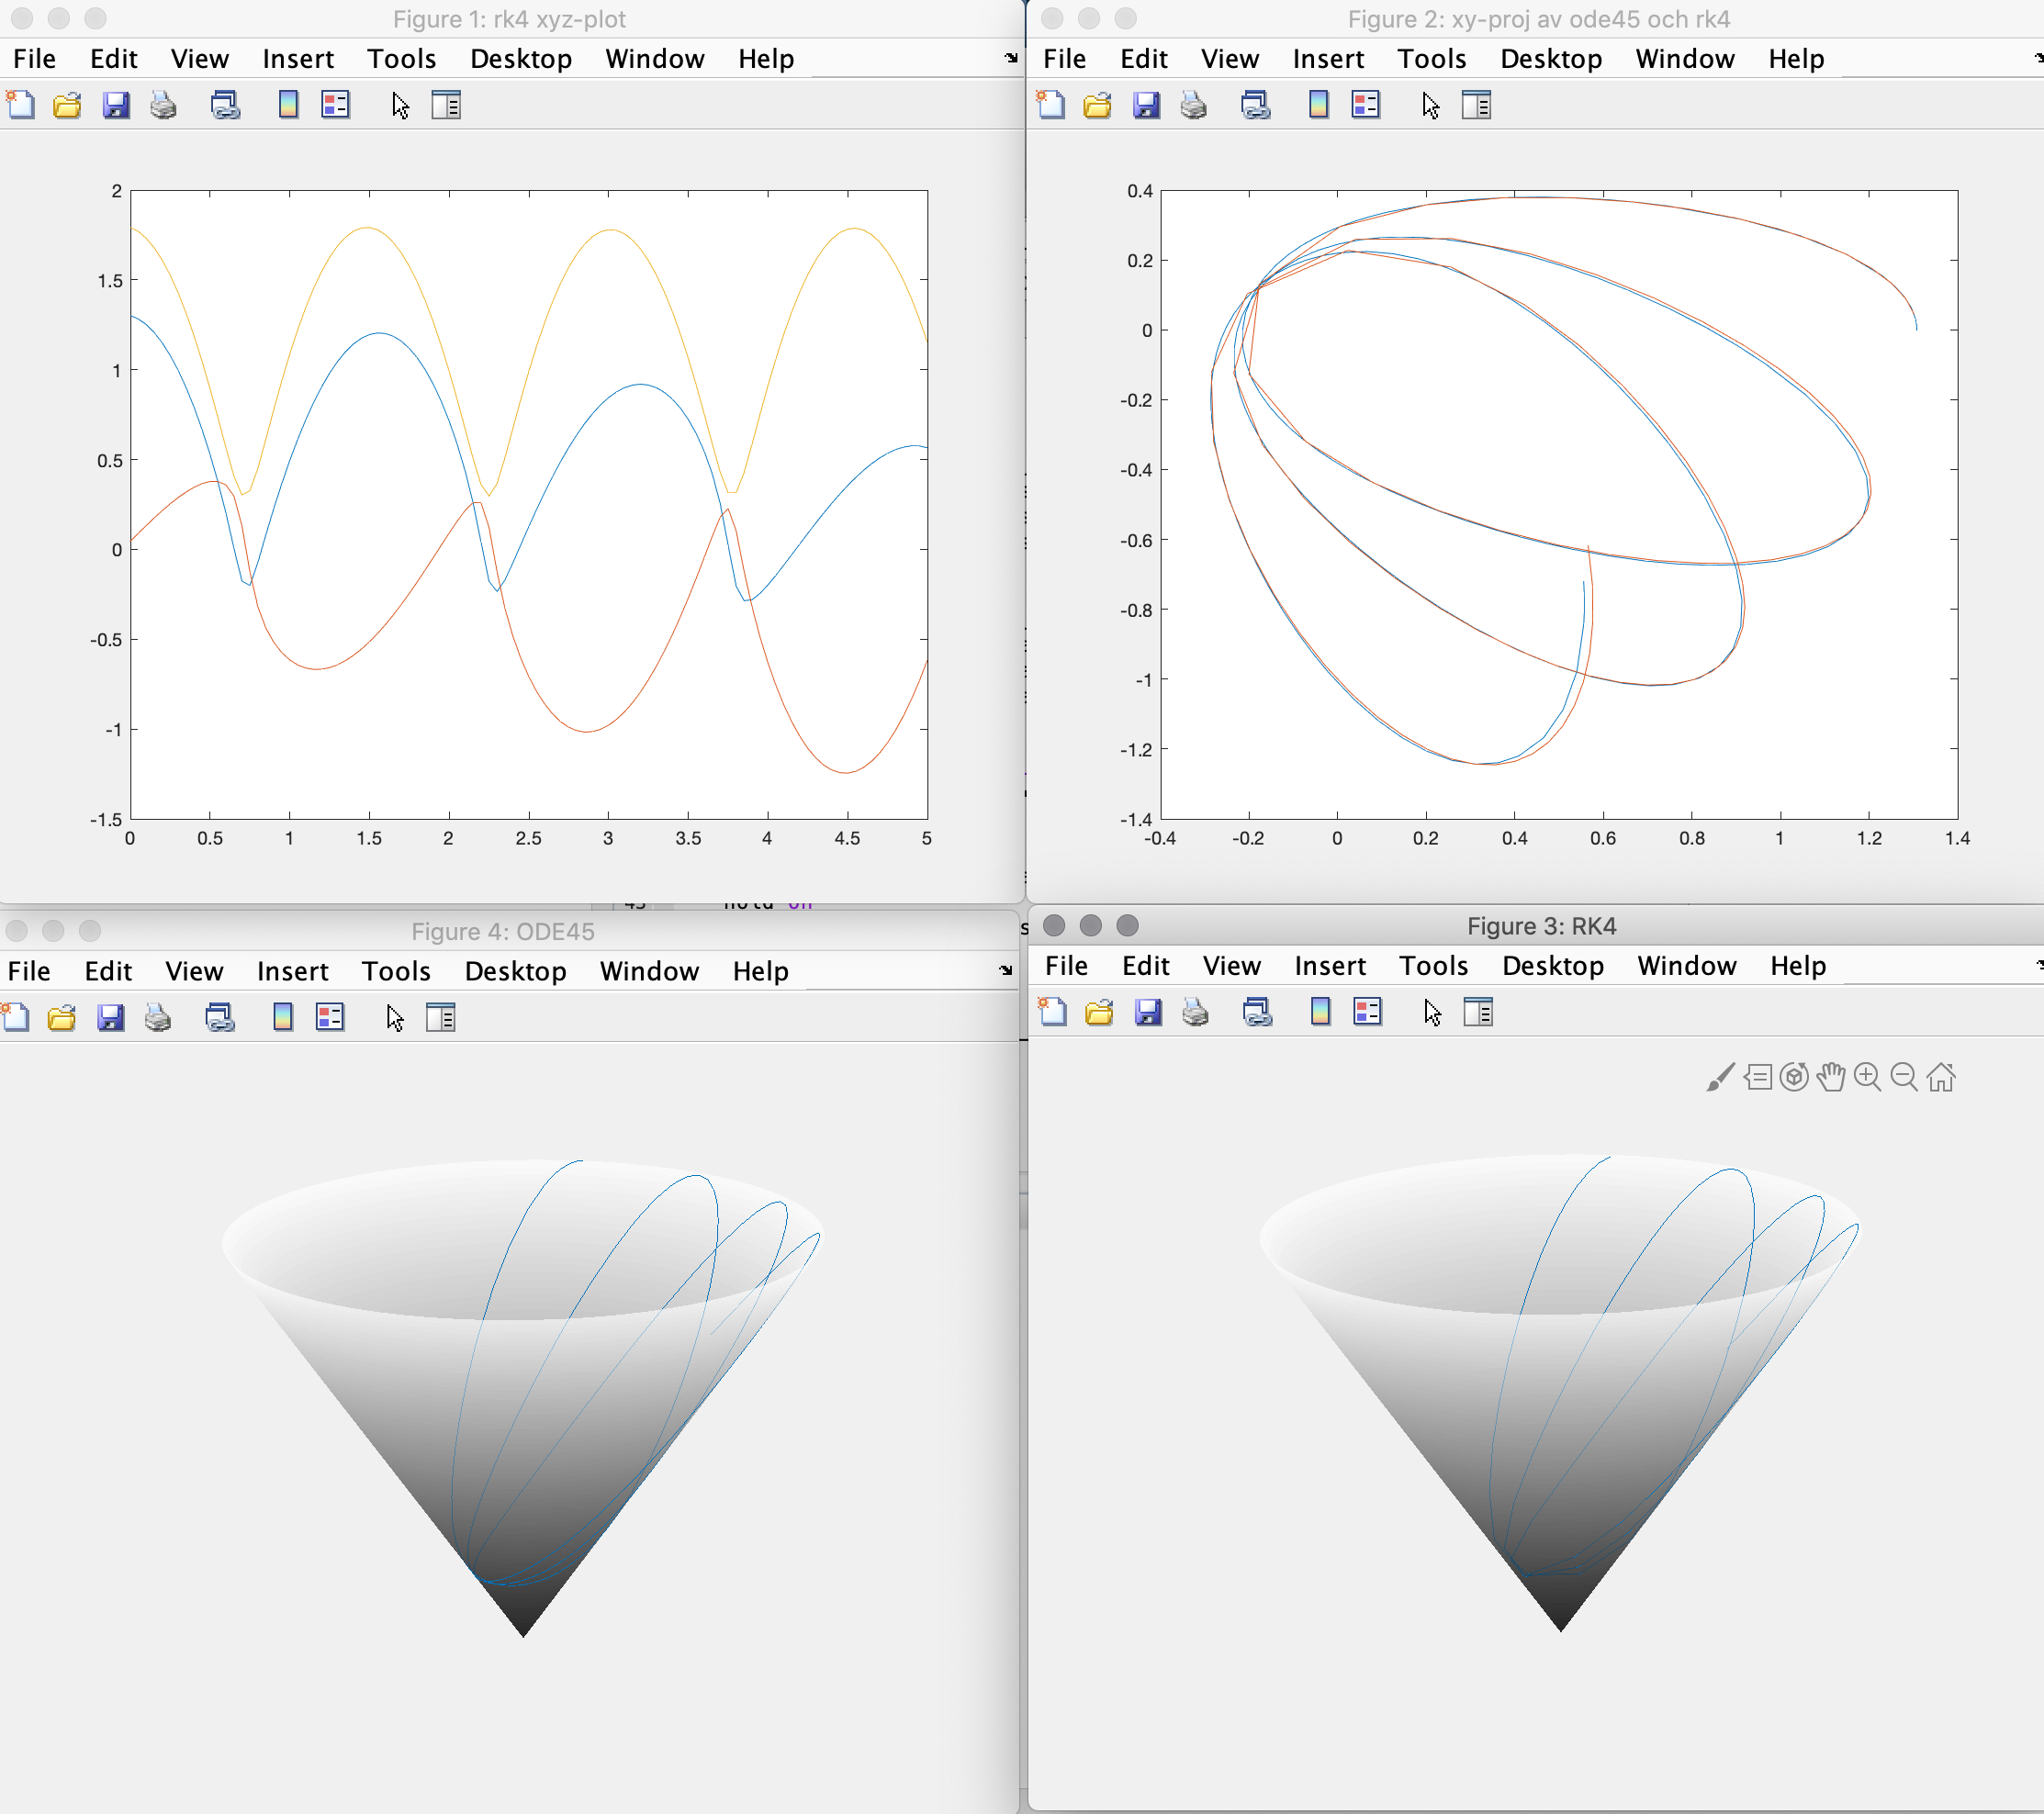 Figure 1: rk4 xyz-plot
File Edit View Insert Tools Desktop Window Help
2
1.5
1
0.5
0
-0.5
-1
-1.5
0 0.5 1 1.5 2 2.5 3 3.5 4 4.5 5
Figure 2: xy-proj av ode45 och rk4
File Edit View Insert Tools Desktop Window Help
0.4
0.2
0
-0.2
-0.4
-0.6
-0.8
-1
-1.2
-1.4
-0.4 -0.2 0 0.2 0.4 0.6 0.8 1 1.2 1.4
Figure 4: ODE45
File Edit View Insert Tools Desktop Window Help
Figure 3: RK4
File Edit View Insert Tools Desktop Window Help